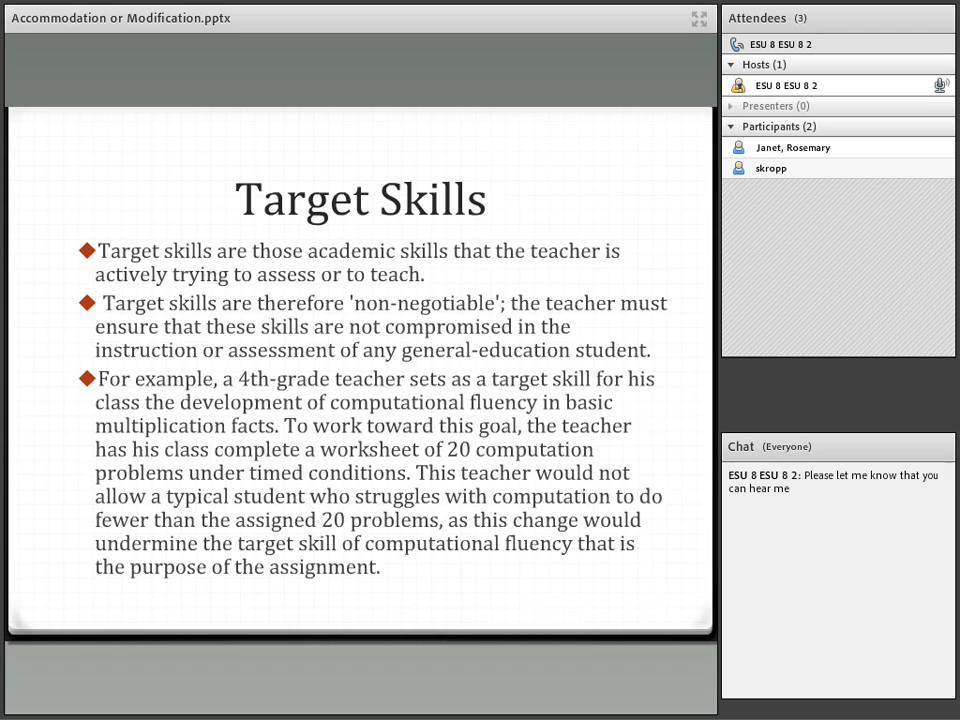 Accommodation or Modification.pptx
Target Skills
Target skills are those academic skills that the teacher is
actively trying to assess or to teach.
Target skills are therefore 'non-negotiable'; the teacher must
ensure that these skills are not compromised in the
instruction or assessment of any general-education student.
For example, a 4th-grade teacher sets as a target skill for his
class the development of computational fluency in basic
multiplication facts. To work toward this goal, the teacher
has his class complete a worksheet of 20 computation
problems under timed conditions. This teacher would not
allow a typical student who struggles with computation to do
fewer than the assigned 20 problems, as this change would
undermine the target skill of computational fluency that is
the purpose of the assignment.
Attendees (3)
ESU 8 ESU 8 2
Hosts (1)
ESU 8 ESU 8 2
Presenters (0)
Participants (2)
Janet, Rosemary
skropp
Chat (Everyone)
ESU 8 ESU 8 2: Please let me know that you
can hear me